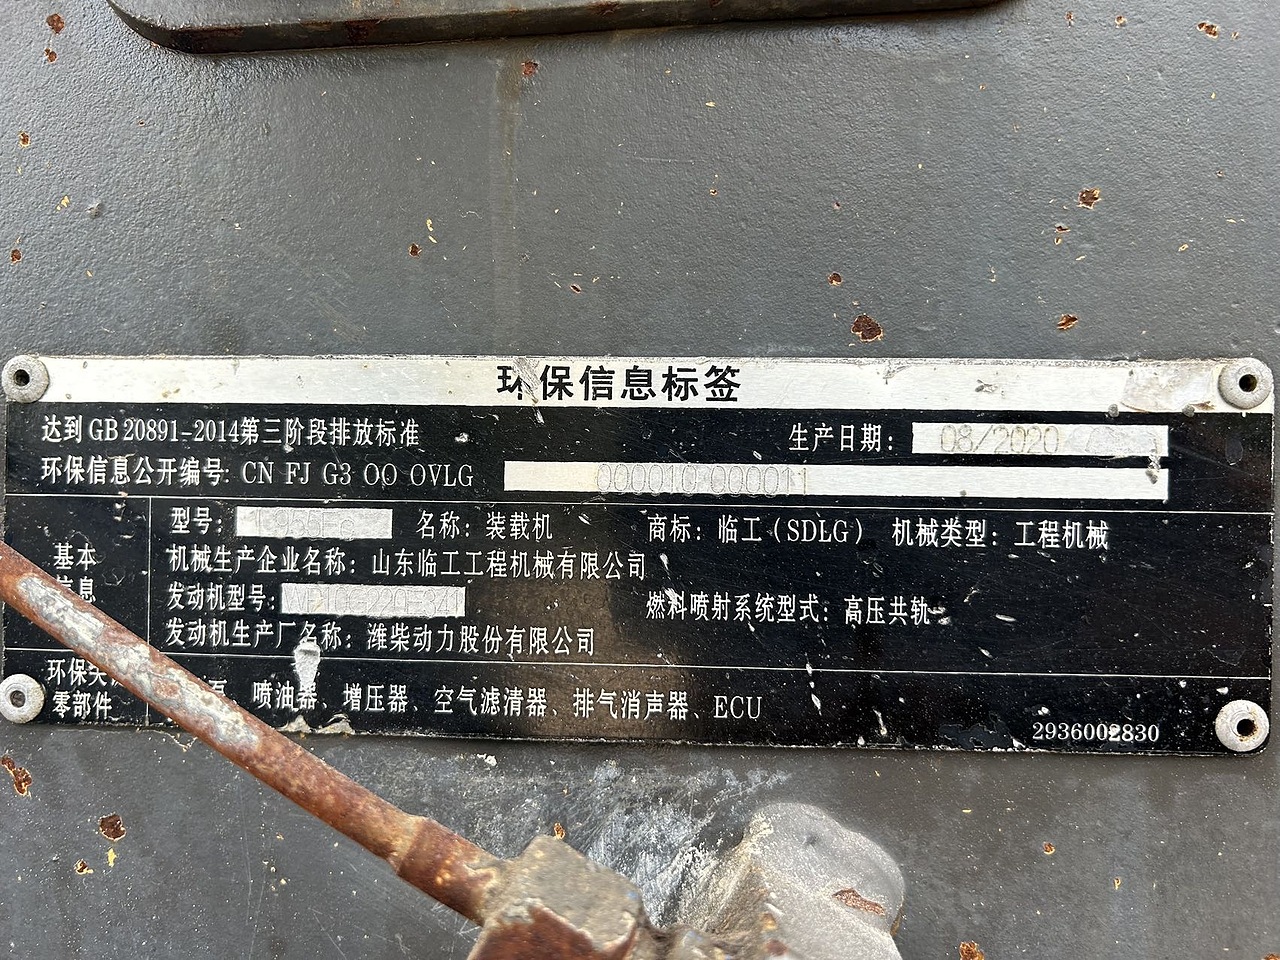 环保信息标签
达到GB 20891-2014第三阶段排放标准 生产日期: 08/2020
环保信息公开编号: CN FJ G3 OO OVLG 000010 000011
型号: 名称: 装载机 商标: 临工(SDLG) 机械类型: 工程机械
基本信息
机械生产企业名称: 山东临工工程机械有限公司
发动机型号: 燃料喷射系统型式: 高压共轨
发动机生产厂名称: 潍柴动力股份有限公司
环保
零部件
喷油器、增压器、空气滤清器、排气消声器、ECU
2936002830